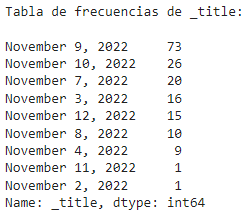 Tabla de frecuencias de _title:
November 9, 2022 73
November 10, 2022 26
November 7, 2022 20
November 3, 2022 16
November 12, 2022 15
November 8, 2022 10
November 4, 2022 9
November 11, 2022 1
November 2, 2022 1
Name: _title, dtype: int64